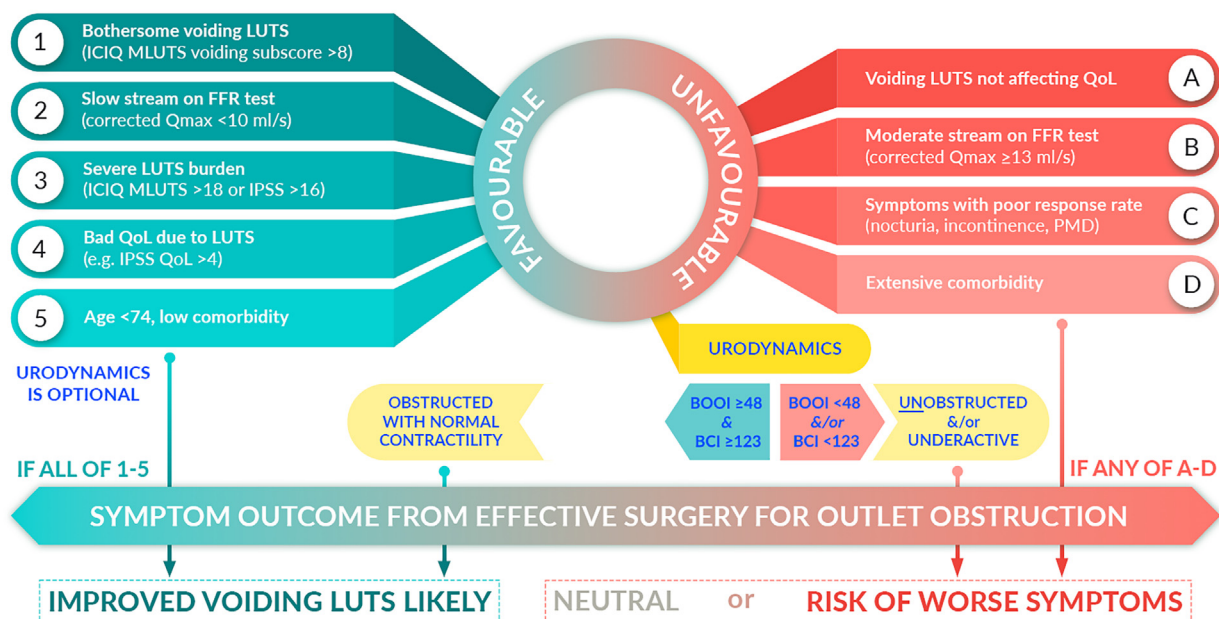 1
Bothersome voiding LUTS
(ICIQ MLUTS voiding subscore >8)
2
Slow stream on FFR test
(corrected Qmax <10 ml/s)
3
Severe LUTS burden
(ICIQ MLUTS >18 or IPSS >16)
4
Bad QoL due to LUTS
(e.g. IPSS QoL >4)
5
Age <74, low comorbidity
FAVOURABLE
UNFAVOURABLE
Voiding LUTS not affecting QoL
A
Moderate stream on FFR test
(corrected Qmax ≥13 ml/s)
B
Symptoms with poor response rate
(nocturia, incontinence, PMD)
C
Extensive comorbidity
D
URODYNAMICS
URODYNAMICS
IS OPTIONAL
OBSTRUCTED
WITH NORMAL
CONTRACTILITY
BOOI ≥48
&
BCI ≥123
BOOI <48
&/or
BCI <123
UNOBSTRUCTED
&/or
UNDERACTIVE
IF ALL OF 1-5
IF ANY OF A-D
SYMPTOM OUTCOME FROM EFFECTIVE SURGERY FOR OUTLET OBSTRUCTION
IMPROVED VOIDING LUTS LIKELY
NEUTRAL or RISK OF WORSE SYMPTOMS